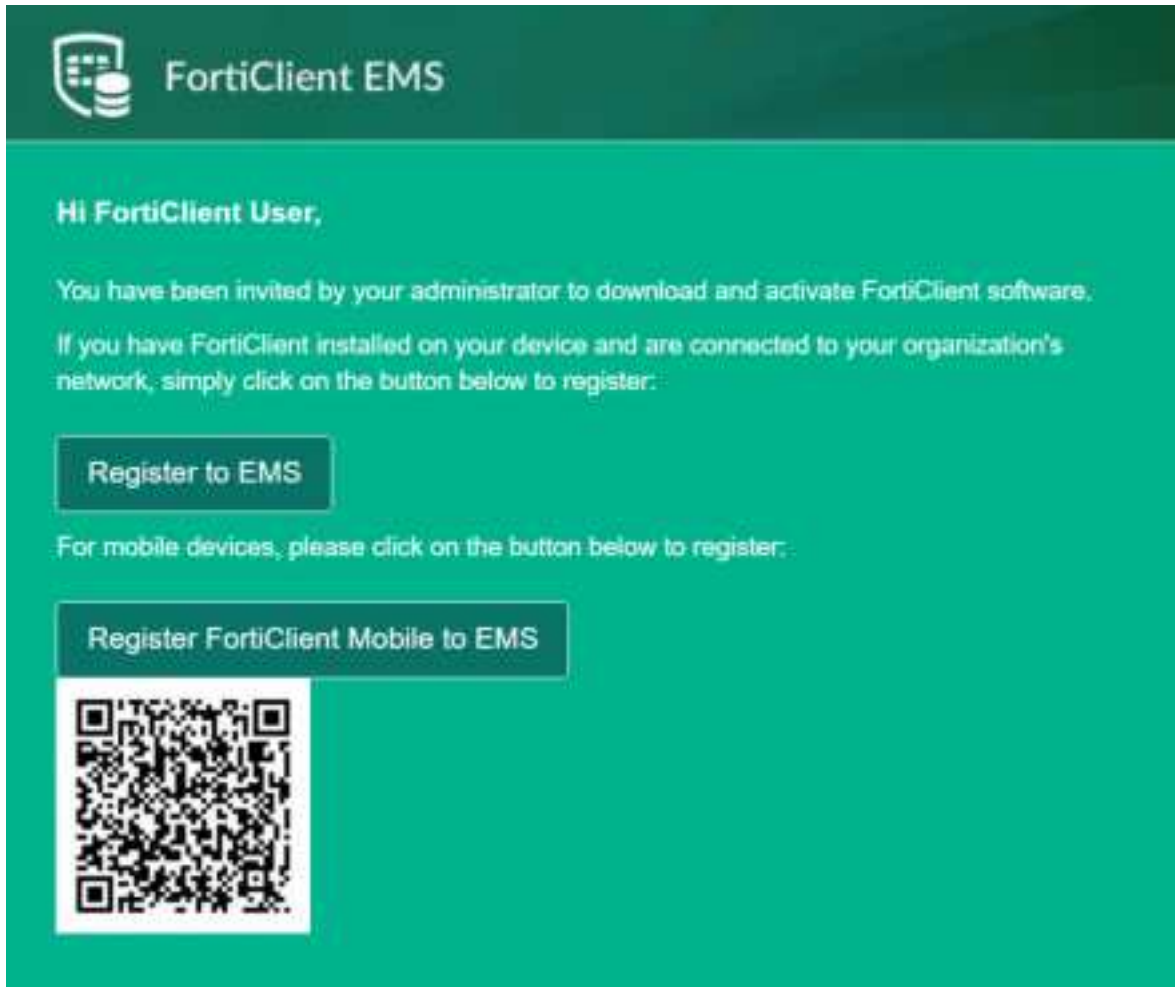 FortiClient EMS
Hi FortiClient User,
You have been invited by your administrator to download and activate FortiClient software.
If you have FortiClient installed on your device and are connected to your organization's
network, simply click on the button below to register:
Register to EMS
For mobile devices, please click on the button below to register:
Register FortiClient Mobile to EMS